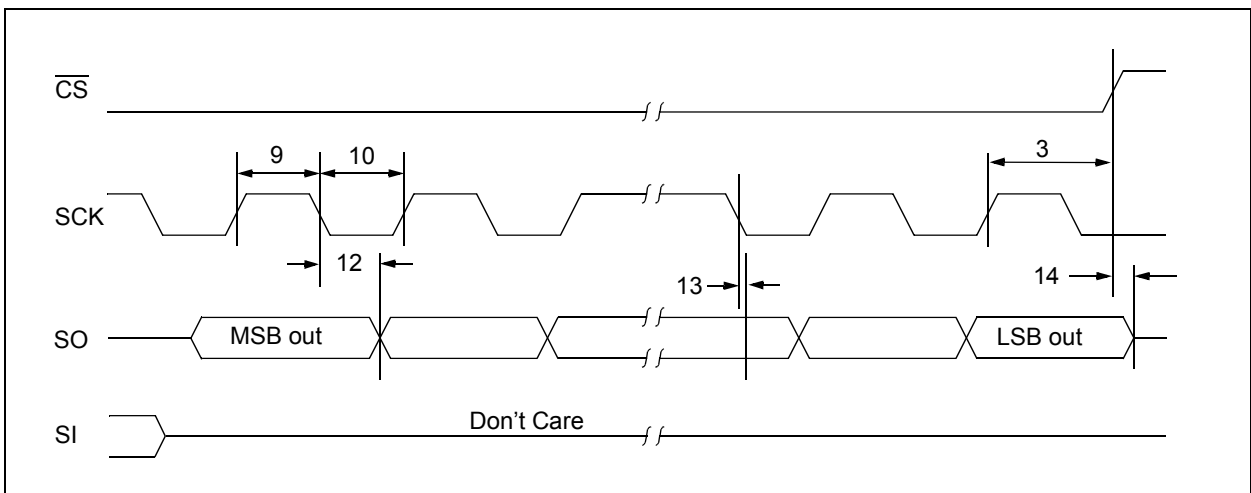 CS
9
10
3
SCK
12
13
14
SO
MSB out
LSB out
SI
Don't Care